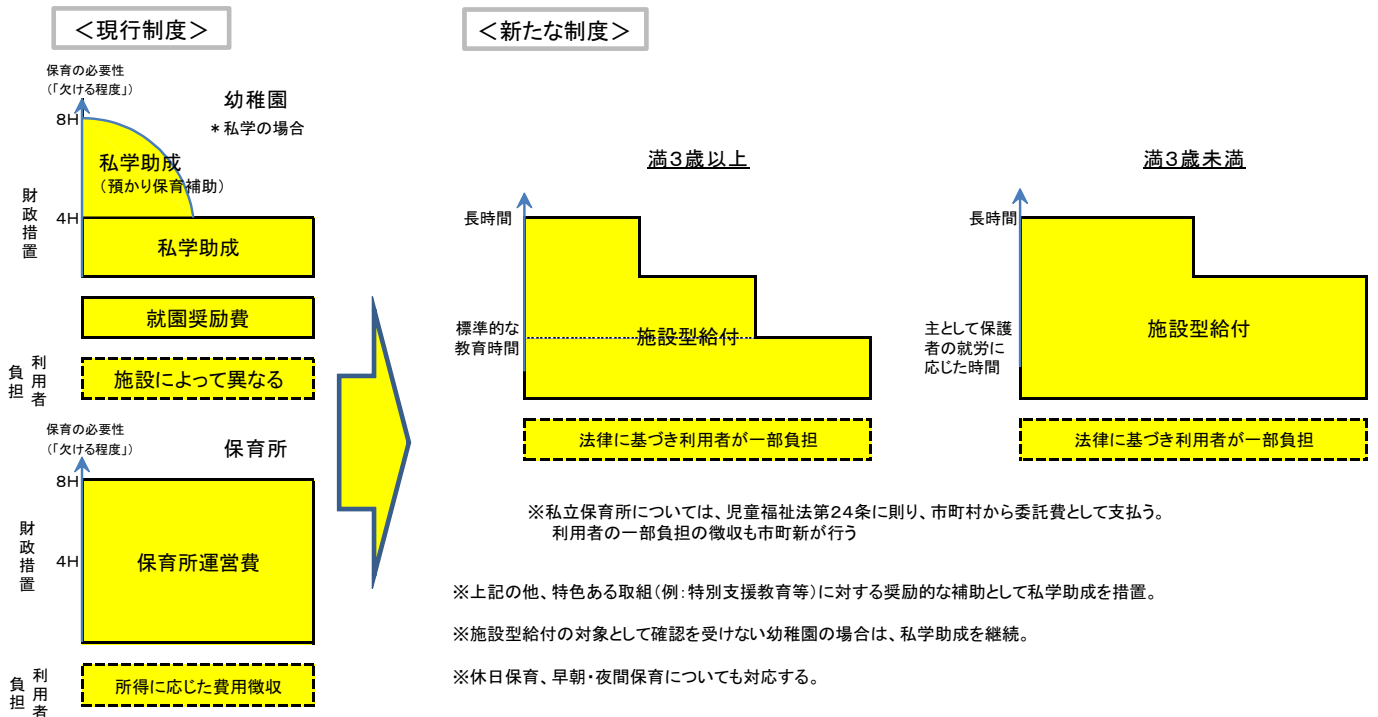 ＜現行制度＞
保育の必要性
（「欠ける程度」）
幼稚園
＊私学の場合
8H
私学助成
（預かり保育補助）
財政措置
4H
私学助成
就園奨励費
利用者
負担
施設によって異なる
保育の必要性
（「欠ける程度」）
保育所
8H
財政措置
4H
保育所運営費
利用者
負担
所得に応じた費用徴収
＜新たな制度＞
満3歳以上
長時間
標準的な
教育時間
施設型給付
法律に基づき利用者が一部負担
満3歳未満
長時間
主として保護
者の就労に
応じた時間
施設型給付
法律に基づき利用者が一部負担
※私立保育所については、児童福祉法第24条に則り、市町村から委託費として支払う。
利用者の一部負担の徴収も市町新が行う
※上記の他、特色ある取組（例：特別支援教育等）に対する奨励的な補助として私学助成を措置。
※施設型給付の対象として確認を受けない幼稚園の場合は、私学助成を継続。
※休日保育、早朝・夜間保育についても対応する。